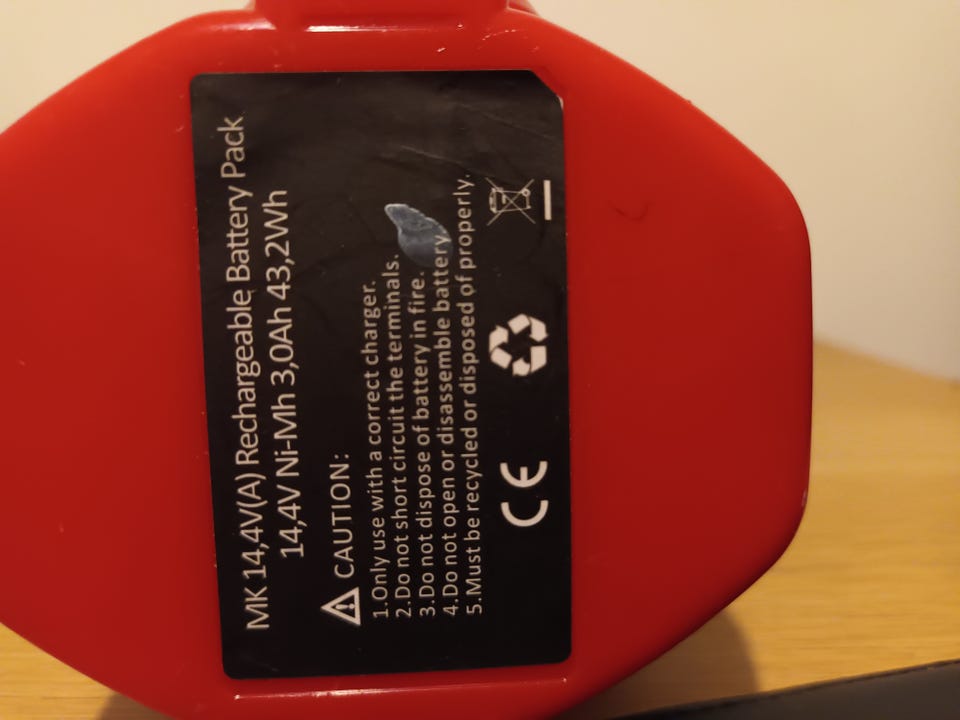 MK 14,4V(A) Rechargeable Battery Pack
14,4V Ni-Mh 3,0Ah 43,2Wh
CAUTION:
1.Only use with a correct charger.
2.Do not short circuit the terminals.
3.Do not dispose of battery in fire.
4.Do not open or disassemble battery.
5.Must be recycled or disposed of properly.
CE